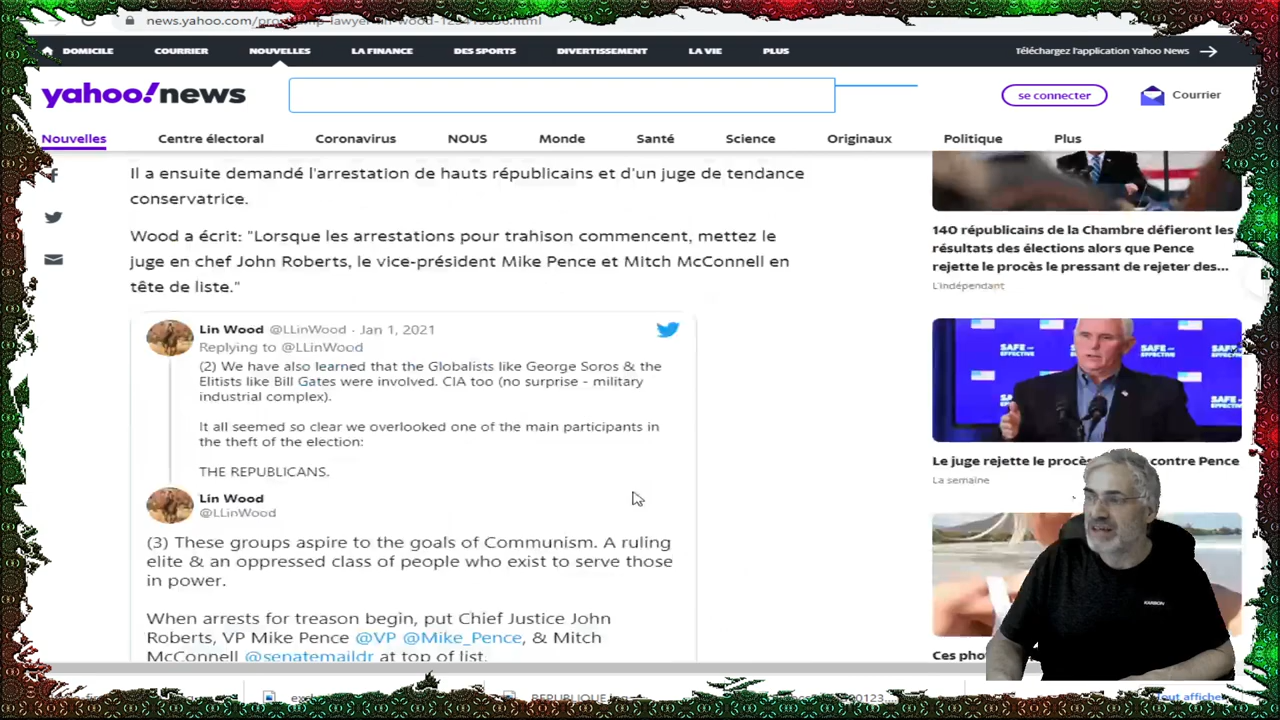 news.yahoo.com/pro
lawyer-lin-wood
DOMICILE COURRIER NOUVELLES LA FINANCE DES SPORTS DIVERTISSEMENT LA VIE PLUS Téléchargez l'application Yahoo News
yahoo!news
se connecter Courrier
Nouvelles Centre électoral Coronavirus NOUS Monde Santé Science Originaux Politique Plus
Il a ensuite demandé l'arrestation de hauts républicains et d'un juge de tendance
conservatrice.
Wood a écrit: "Lorsque les arrestations pour trahison commencent, mettez le
juge en chef John Roberts, le vice-président Mike Pence et Mitch McConnell en
tête de liste."
Lin Wood @LLinWood · Jan 1, 2021
Replying to @LLinWood
(2) We have also learned that the Globalists like George Soros & the
Elitists like Bill Gates were involved. CIA too (no surprise - military
industrial complex).
It all seemed so clear we overlooked one of the main participants in
the theft of the election:
THE REPUBLICANS.
Lin Wood
@LLinWood
(3) These groups aspire to the goals of Communism. A ruling
elite & an oppressed class of people who exist to serve those
in power.
When arrests for treason begin, put Chief Justice John
Roberts, VP Mike Pence @VP @Mike_Pence, & Mitch
McConnell @senatemaildr at top of list.
140 républicains de la Chambre défieront les
résultats des élections alors que Pence
rejette le procès le pressant de rejeter des...
L'indépendant
SAFE
EFFECTIVE
SAFE
SAFE
EFFECTIVE
Le juge rejette le procès contre Pence
La semaine
Ces pho
REPUBLIQUE
Tout affiche